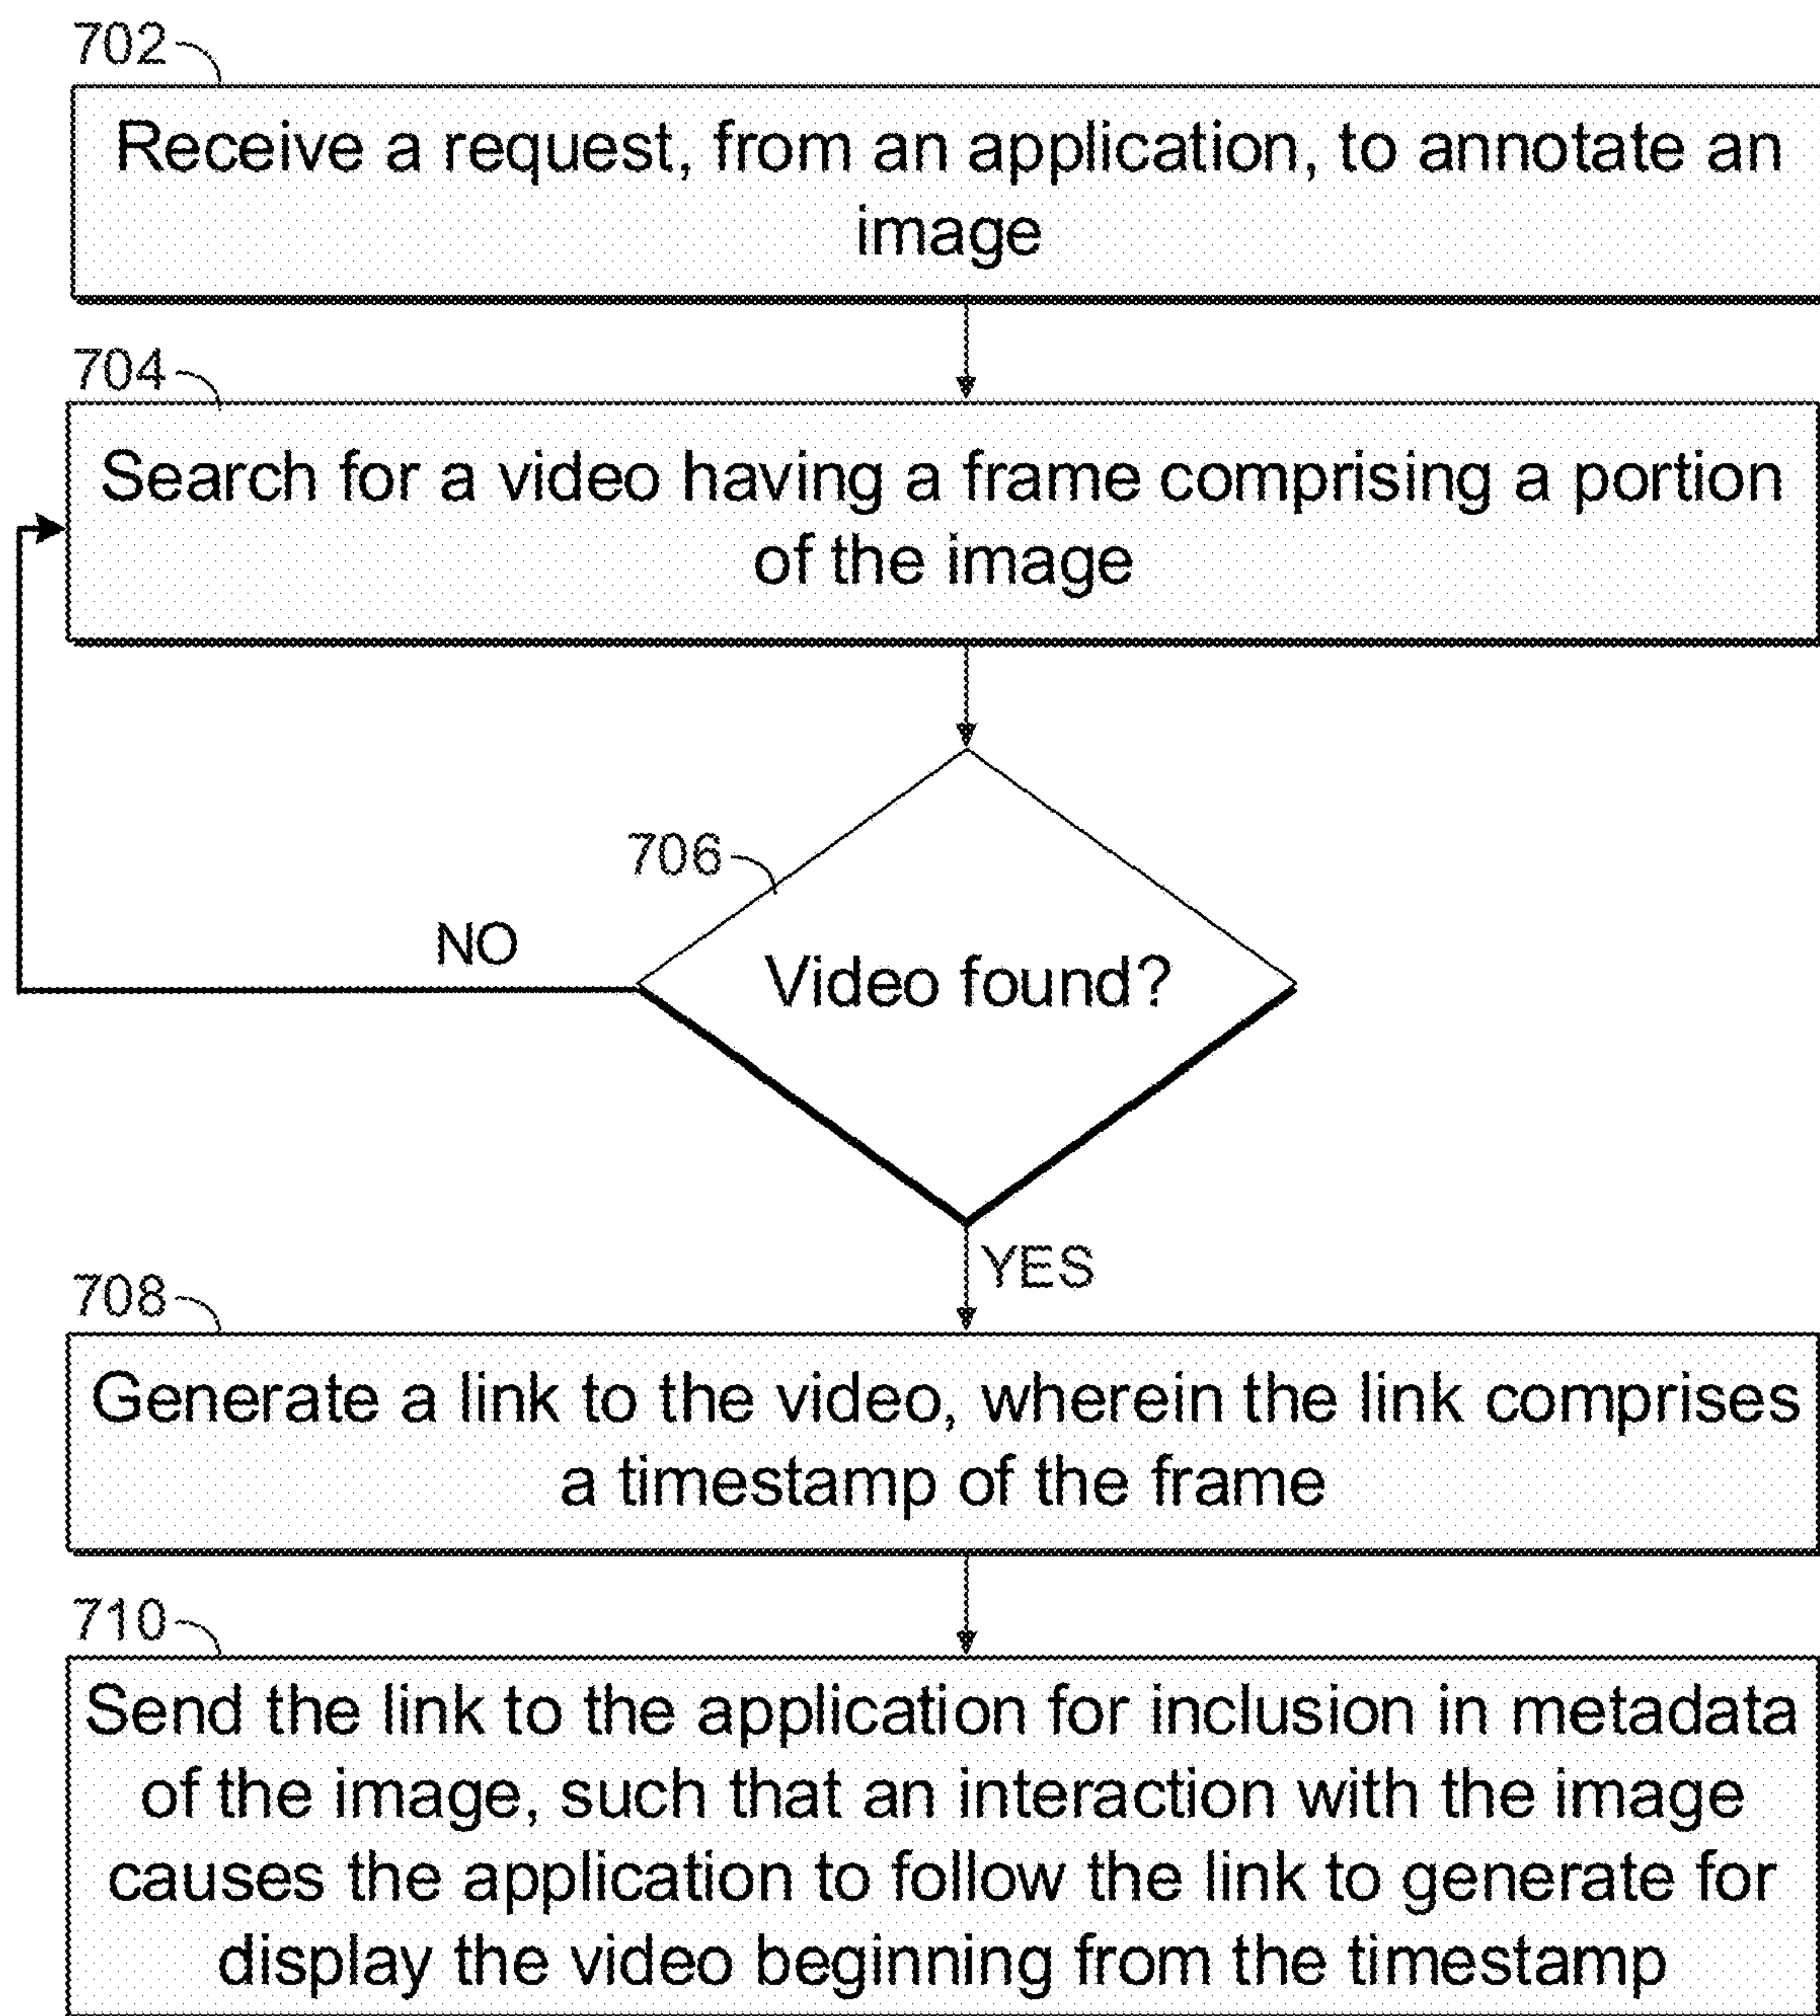 702
Receive a request, from an application, to annotate an
image
704
Search for a video having a frame comprising a portion
of the image
706
NO
Video found?
YES
708
Generate a link to the video, wherein the link comprises
a timestamp of the frame
710
Send the link to the application for inclusion in metadata
of the image, such that an interaction with the image
causes the application to follow the link to generate for
display the video beginning from the timestamp